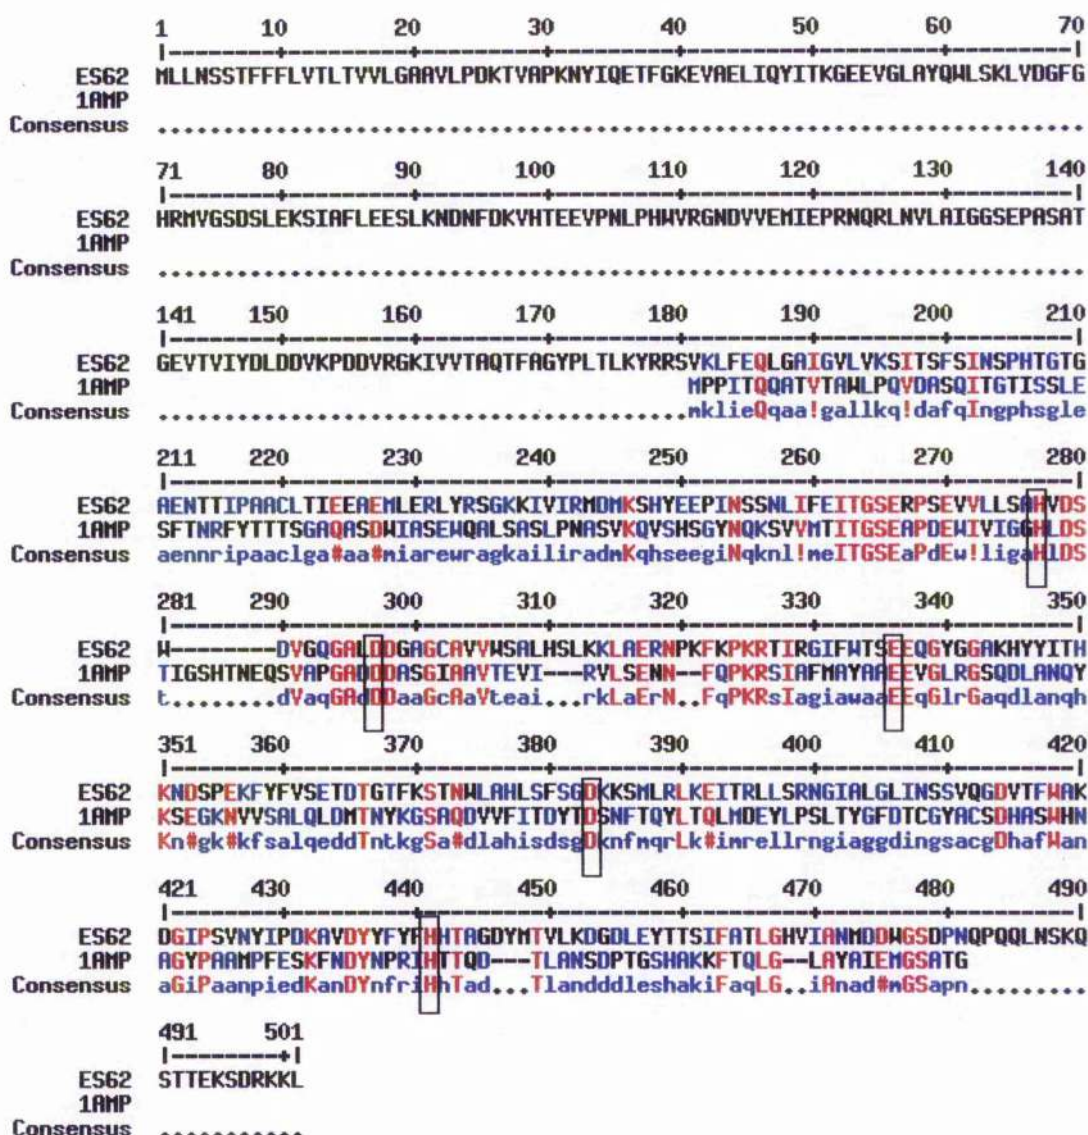 1 10 20 30 40 50 60 70
|--------+---------+---------+---------+---------+---------+---------|
ES62 MLLNSSTFFFLVTLTVVLGAAVLPDKTVAPKNYIQETFGKEVAELIQYITKGEEVGLAYQWLSKLVDGFG
1AMP
Consensus ......................................................................
71 80 90 100 110 120 130 140
|--------+---------+---------+---------+---------+---------+---------|
ES62 HRMVGSDSLEKSIAFLEESLKNDNFDKVHTEEVPNLPHWVRGNDVVEMIEPRNQRLNVLAIGGSEPASAT
1AMP
Consensus ......................................................................
141 150 160 170 180 190 200 210
|--------+---------+---------+---------+---------+---------+---------|
ES62 GEVTVIYDLDDVKPDDVRGKIVVTAQTFAGYPLTLKYRRSVKLFEQLGAIGVLVKSITSFSINSPHTGTG
1AMP MPPITQQATVTAWLPQVDASQITGTISSLE
Consensus ........................................mklieQqaa!gallkq!dafqIngphsgle
211 220 230 240 250 260 270 280
|--------+---------+---------+---------+---------+---------+---------|
ES62 AENTTIPAACLTIEEAEMLERLYRSGKKIVIRMDMKSHYEEPINSSNLIFEITGSERPSEVVLLSAHVDS
1AMP SFTNRFYTTTSGAQASDWIASEWQALSASLPNASVKQVSHSGYNQKSVVMTITGSEAPDEWIVIGGHLDS
Consensus aennripaaclga#aa#miarewragkailiradmKqhseegiNqknl!meITGSEaPdEw!ligaHlDS
281 290 300 310 320 330 340 350
|--------+---------+---------+---------+---------+---------+---------|
ES62 W--------DVGQGALDDGAGCAVVWSALHSLKKLAERNPKFKPKRTIRGIFWTSEEQGYGGAKHYYITH
1AMP TIGSHTNEQSVAPGADDDASGIAAVTEVI---RVLSENN--FQPKRSIAFMAYAAEEVGLRGSQDLANQY
Consensus t........dVaqGAdDDaaGcAaVteai...rkLaErN..FqPKRsIagiawaaEEqGlrGaqdlanqh
351 360 370 380 390 400 410 420
|--------+---------+---------+---------+---------+---------+---------|
ES62 KNDSPEKFYFVSETDTGTFKSTNWLAHLSFSGDKKSMLRLKEITRLLSRNGIALGLINSSVQGDVTFWAK
1AMP KSEGKNVVSALQLDMTNYKGSAQDVVFITDYTDSNFTQYLTQLMDEYLPSLTYGFDTCGYACSDHASWHN
Consensus Kn#gk#kfsalqeddTntkgSa#dlahisdsgDknfmqrLk#imrellrngiaggdingsacgDhafWan
421 430 440 450 460 470 480 490
|--------+---------+---------+---------+---------+---------+---------|
ES62 DGIPSVNYIPDKAVDYYFYFHHTAGDYMTVLKDGDLEYTTSIFATLGHVIANMDDWGSDPNQPQQLNSKQ
1AMP AGYPAAMPFESKFNDYNPRIHTTQD---TLANSDPTGSHAKKFTQLG--LAYAIEMGSATG
Consensus aGiPaanpiedKanDYnfriHhTad...TlandddleshakiFaqLG..iAnad#mGSapn.........
491 501
|--------+|
ES62 STTEKSDRKKL
1AMP
Consensus ...........